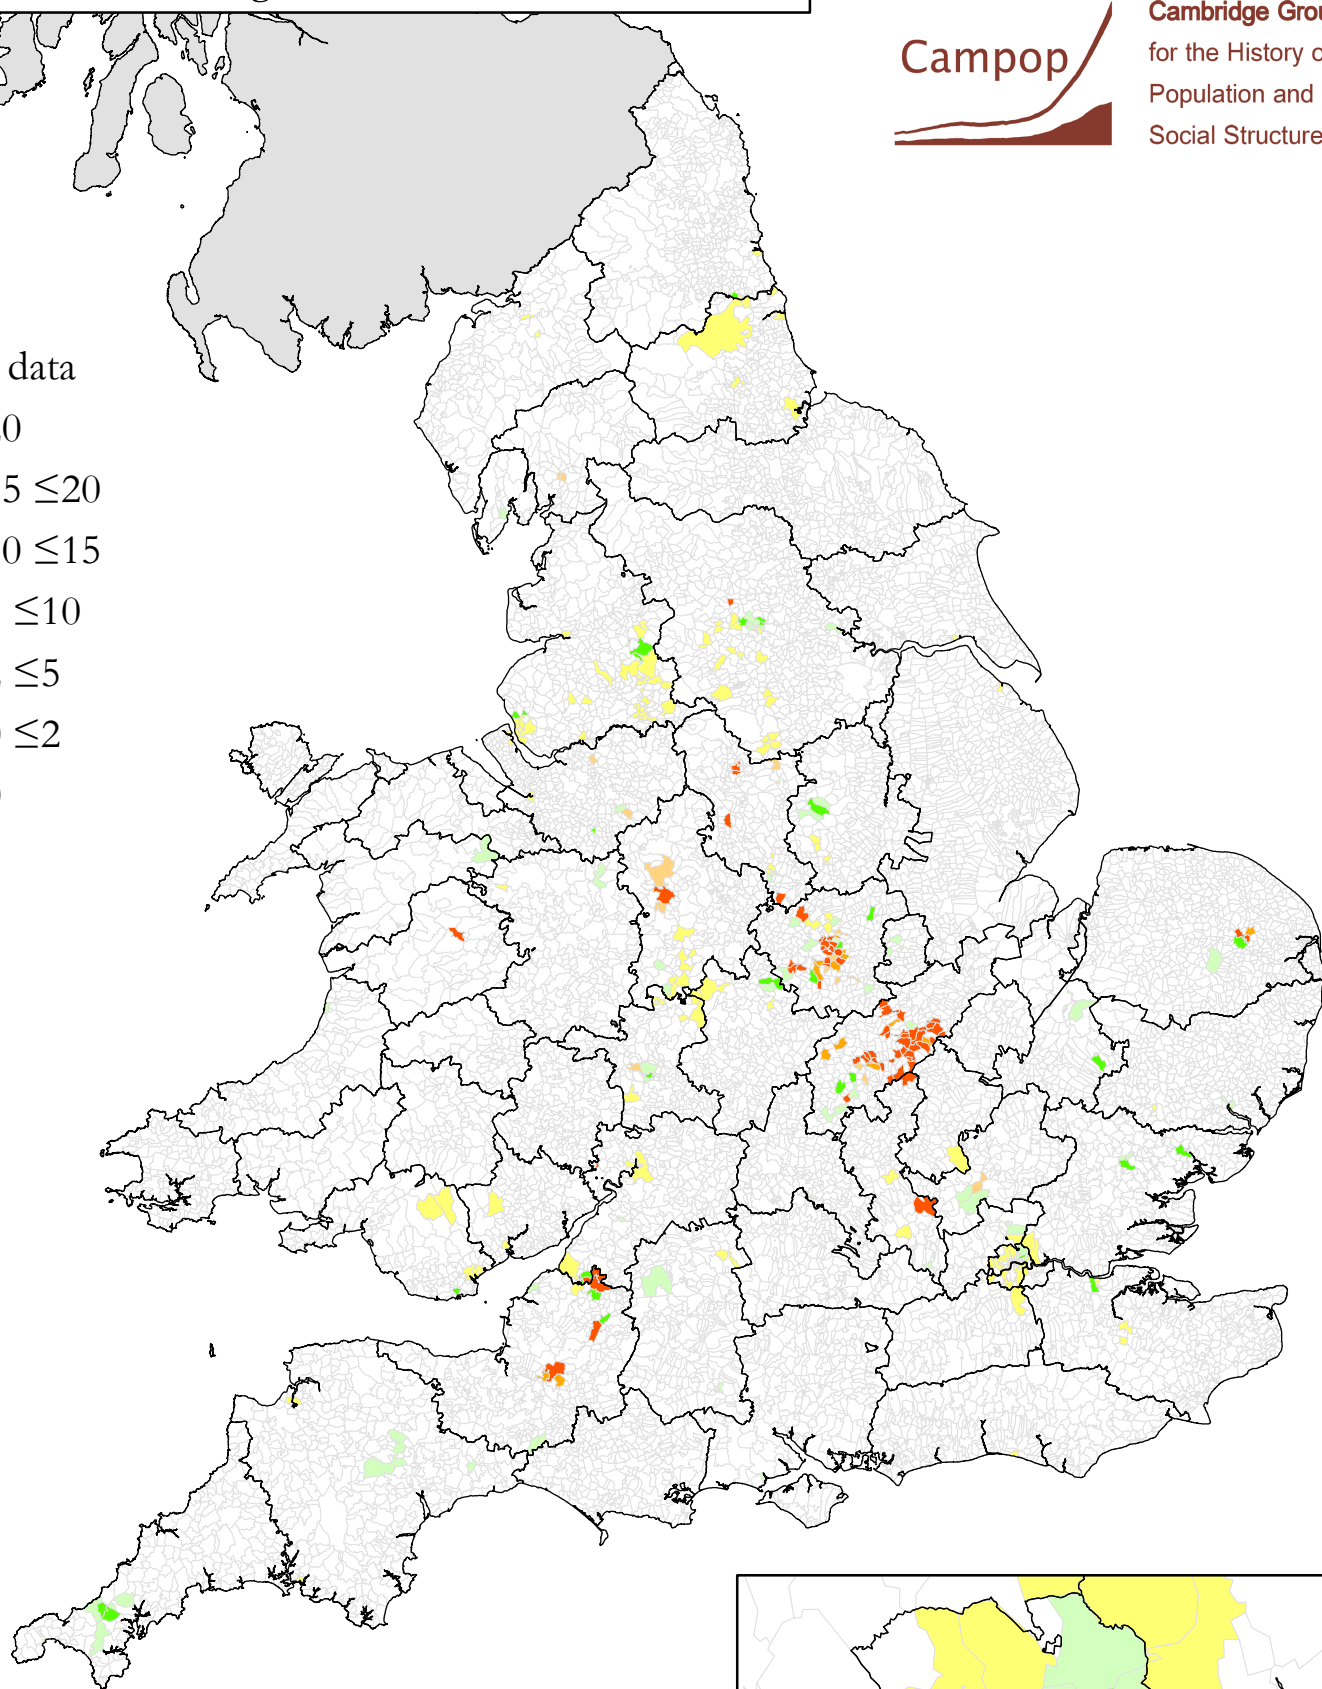 Campop
Cambridge Grou
for the History o
Population and
Social Structure
data
0
5 ≤20
0 ≤15
≤10
≤5
≤2